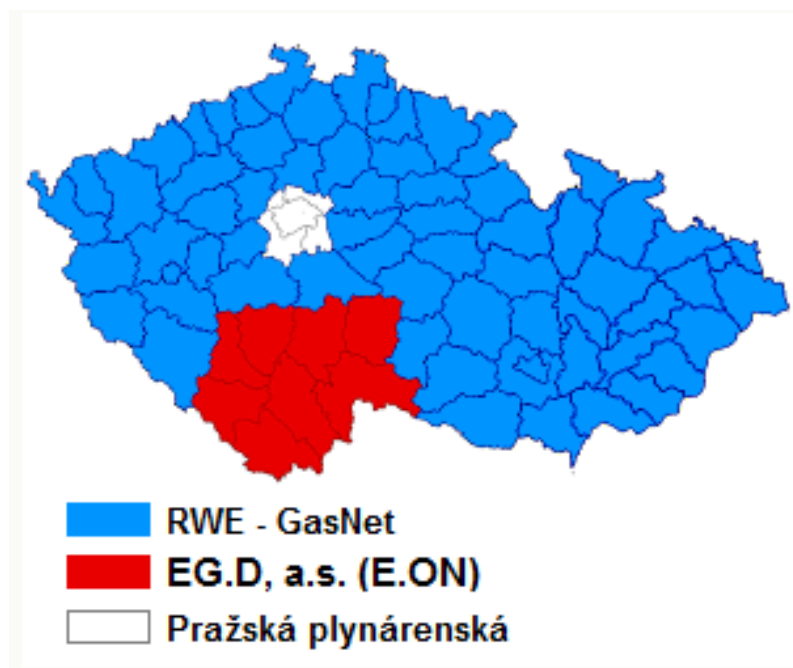 RWE - GasNet
EG.D, a.s. (E.ON)
Pražská plynárenská